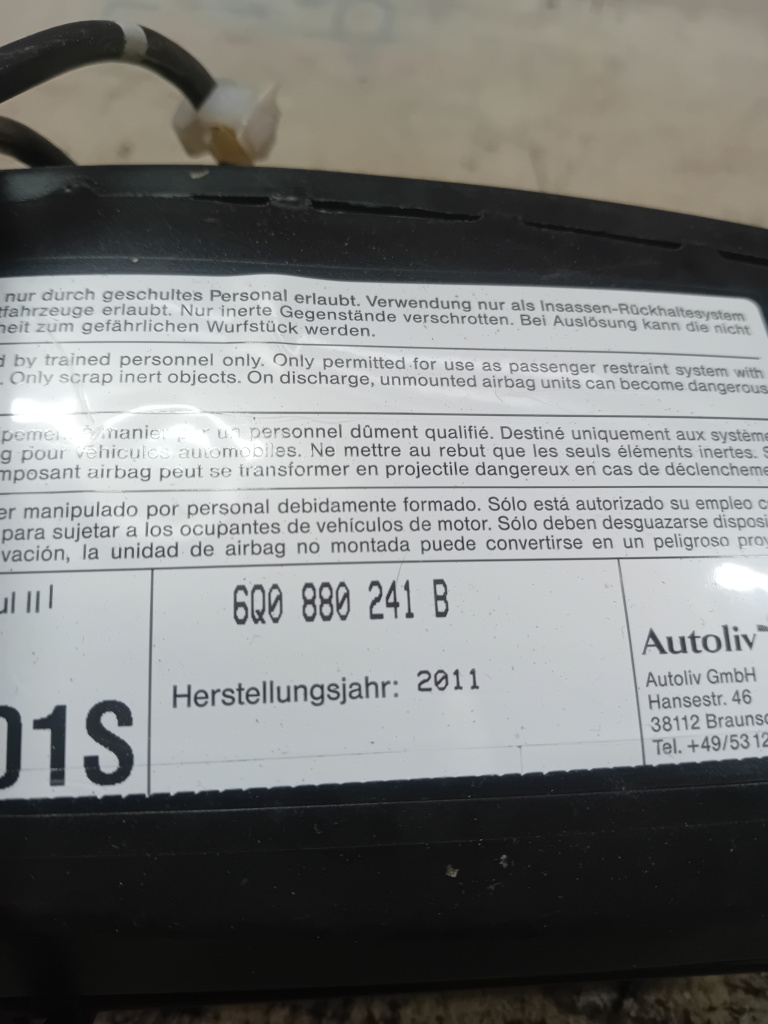 nur durch geschultes Personal erlaubt. Verwendung nur als Insassen-Rückhaltesystem
tfahrzeuge erlaubt. Nur inerte Gegenstände verschrotten. Bei Auslösung kann die nicht
heit zum gefährlichen Wurfstück werden.
d by trained personnel only. Only permitted for use as passenger restraint system with
. Only scrap inert objects. On discharge, unmounted airbag units can become dangerous
personnel dûment qualifié. Destiné uniquement aux système
g pour véhicules automobiles. Ne mettre au rebut que les seuls éléments inertes. S
mposant airbag peut se transformer en projectile dangereux en cas de déclencheme
er manipulado por personal debidamente formado. Sólo está autorizado su empleo c
para sujetar a los ocupantes de vehículos de motor. Sólo deben desguazarse disposi
vación, la unidad de airbag no montada puede convertirse en un peligroso proy
6Q0 880 241 B
Herstellungsjahr: 2011
01S
Autoliv
Autoliv GmbH
Hansestr. 46
38112 Braunsc
Tel. +49/5312